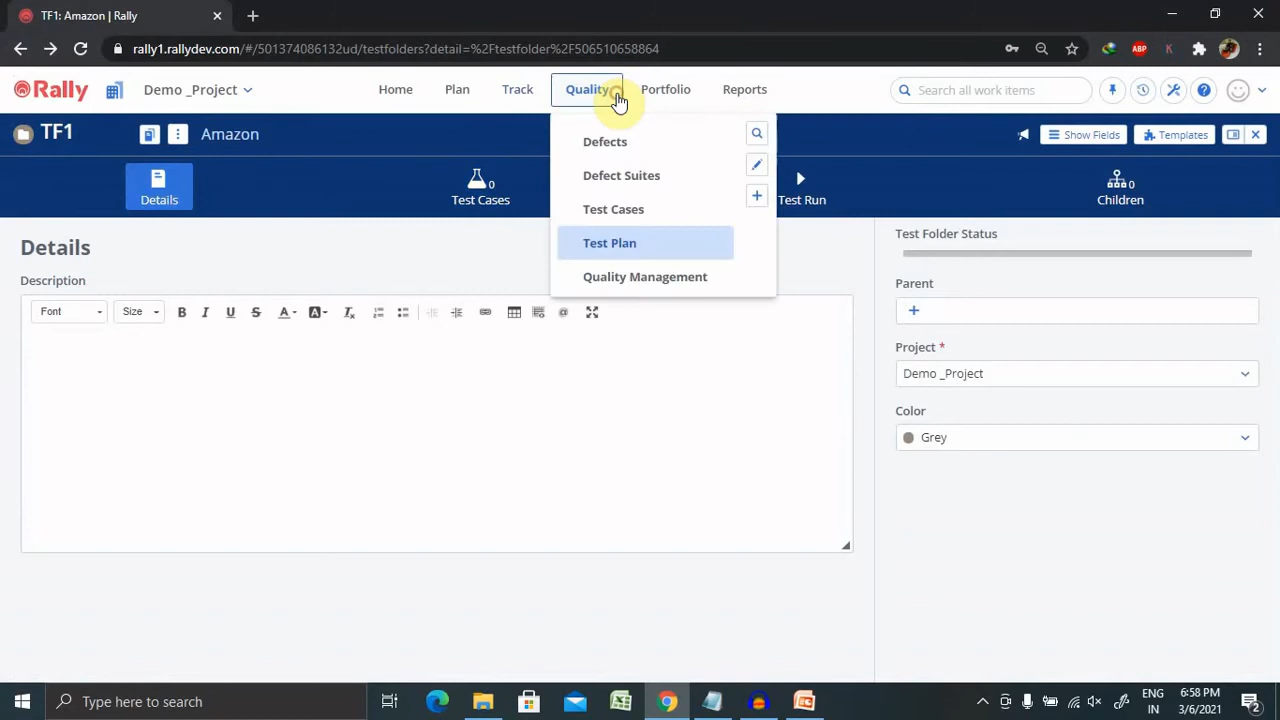 TF1: Amazon | Rally
rally1.rallydev.com/#/501374086132ud/testfolders?detail=%2Ftestfolder%2F506510658864
ABP
K
Rally
Demo _Project
Home
Plan
Track
Quality
Portfolio
Reports
Search all work items
TF1
Amazon
Show Fields
Templates
Defects
Defect Suites
Test Cases
Test Plan
Quality Management
Details
0
Test Cases
Test Run
0
Children
Details
Description
Font
Size
B
I
U
S
A
A
Test Folder Status
Parent
Project *
Demo _Project
Color
Grey
Type here to search
ENG
IN
6:58 PM
3/6/2021
2